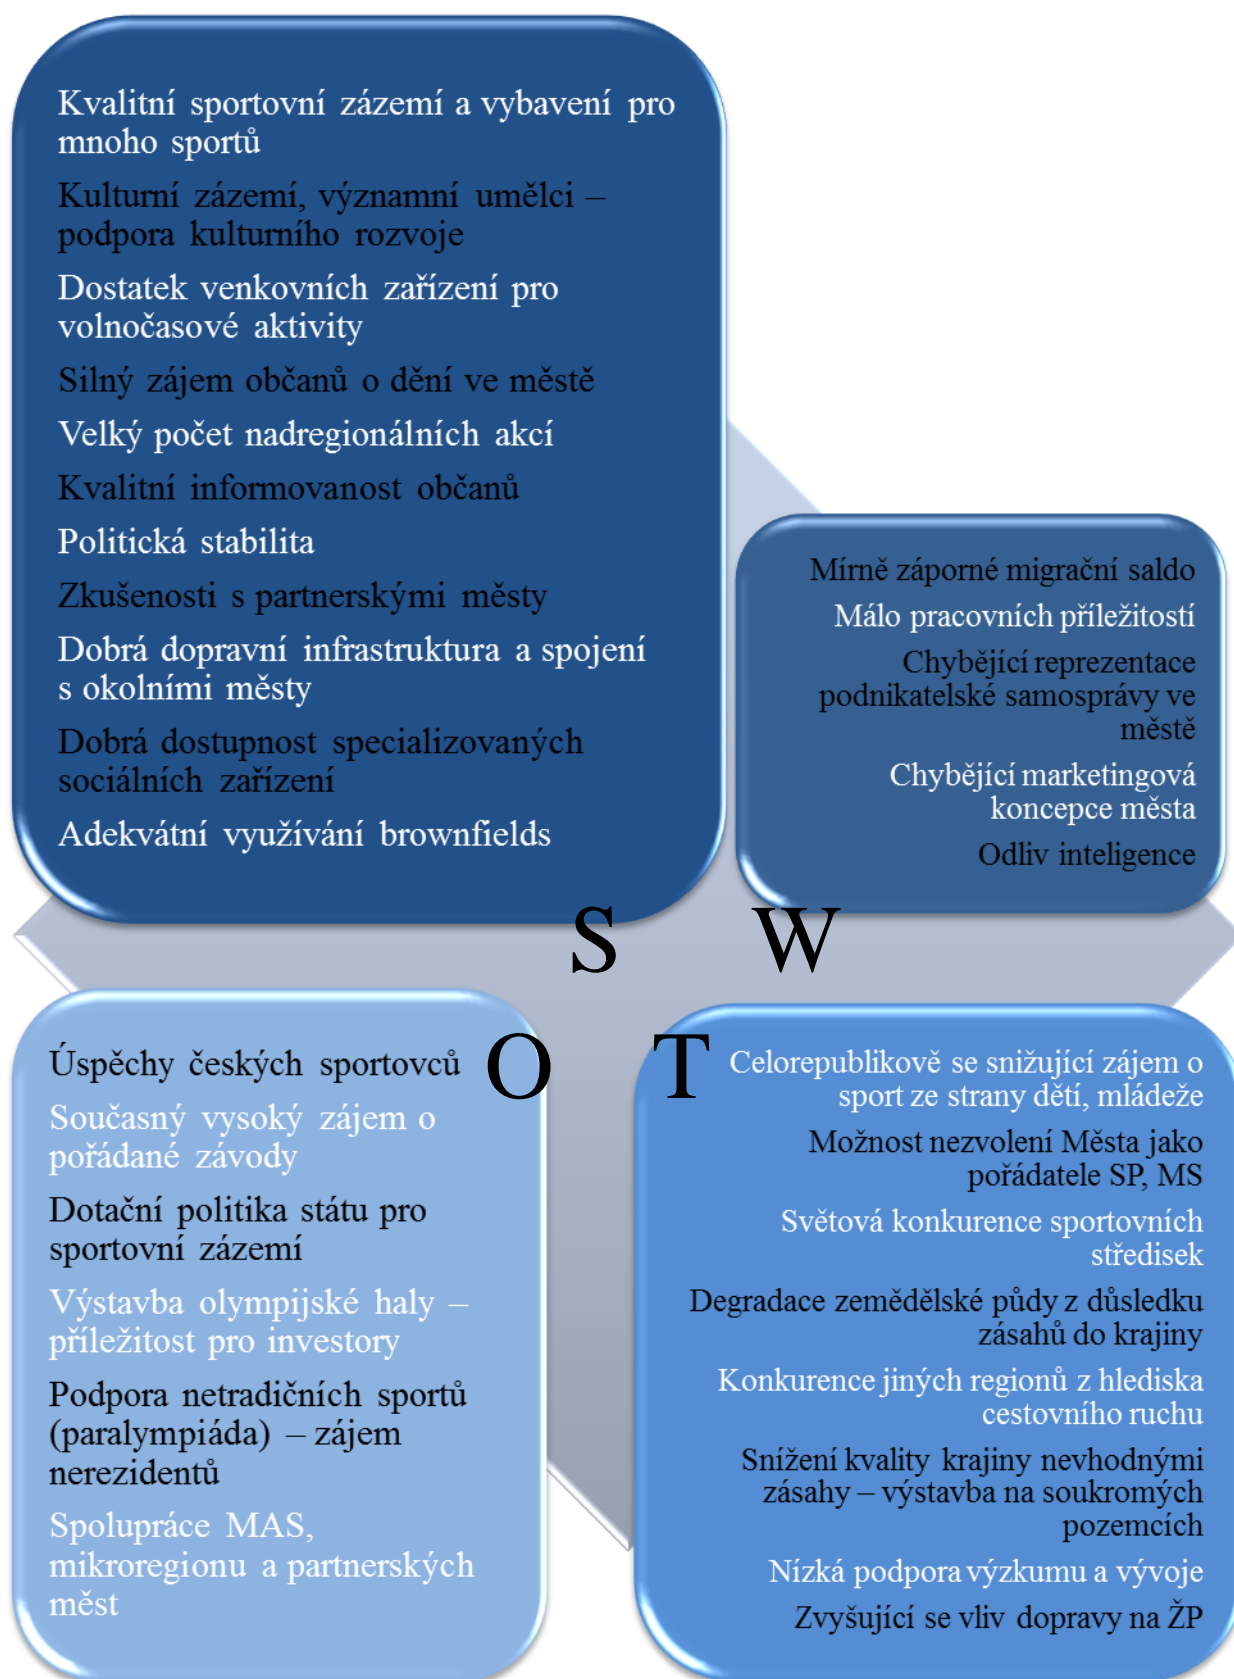 Kvalitní sportovní zázemí a vybavení pro
mnoho sportů
Kulturní zázemí, významní umělci –
podpora kulturního rozvoje
Dostatek venkovních zařízení pro
volnočasové aktivity
Silný zájem občanů o dění ve městě
Velký počet nadregionálních akcí
Kvalitní informovanost občanů
Politická stabilita
Zkušenosti s partnerskými městy
Dobrá dopravní infrastruktura a spojení
s okolními městy
Dobrá dostupnost specializovaných
sociálních zařízení
Adekvátní využívání brownfields
S
Mírně záporné migrační saldo
Málo pracovních příležitostí
Chybějící reprezentace
podnikatelské samosprávy ve
městě
Chybějící marketingová
koncepce města
Odliv inteligence
W
O
Úspěchy českých sportovců
Současný vysoký zájem o
pořádané závody
Dotační politika státu pro
sportovní zázemí
Výstavba olympijské haly –
příležitost pro investory
Podpora netradičních sportů
(paralympiáda) – zájem
nerezidentů
Spolupráce MAS,
mikroregionu a partnerských
měst
T
Celorepublikově se snižující zájem o
sport ze strany dětí, mládeže
Možnost nezvolení Města jako
pořádatele SP, MS
Světová konkurence sportovních
středisek
Degradace zemědělské půdy z důsledku
zásahů do krajiny
Konkurence jiných regionů z hlediska
cestovního ruchu
Snížení kvality krajiny nevhodnými
zásahy – výstavba na soukromých
pozemcích
Nízká podpora výzkumu a vývoje
Zvyšující se vliv dopravy na ŽP